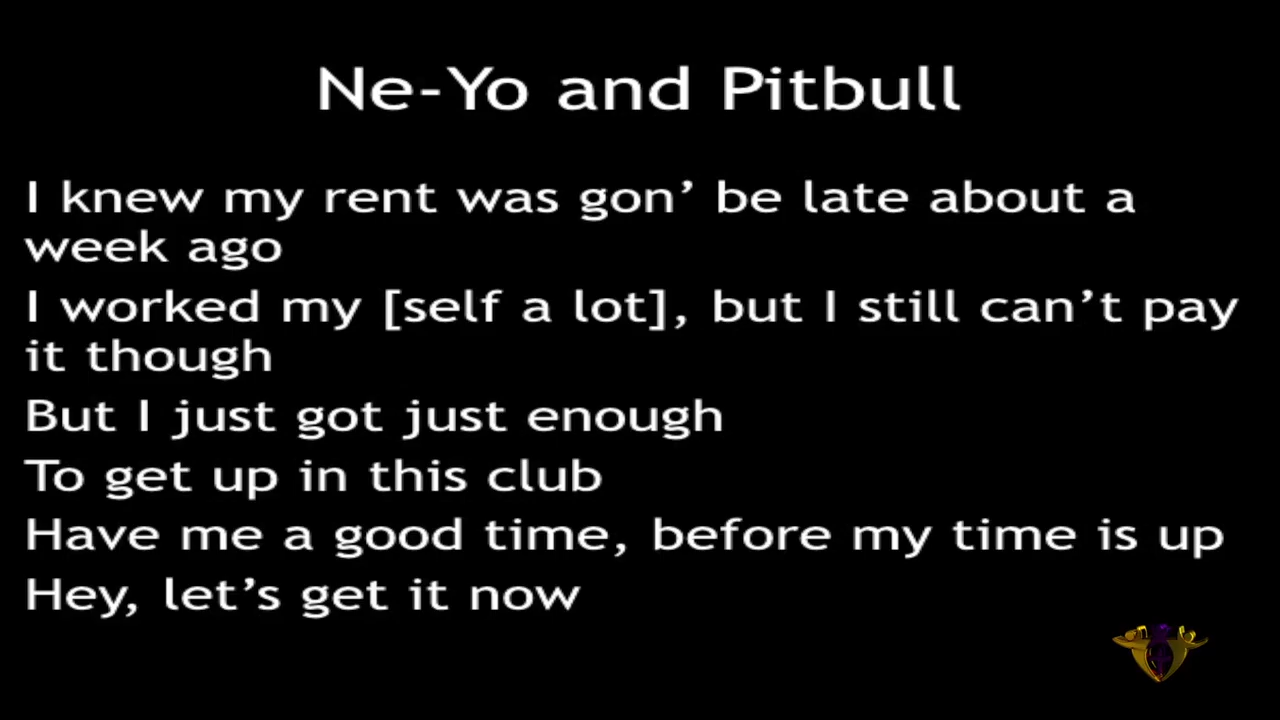 Ne-Yo and Pitbull
I knew my rent was gon’ be late about a
week ago
I worked my [self a lot], but I still can’t pay
it though
But I just got just enough
To get up in this club
Have me a good time, before my time is up
Hey, let’s get it now